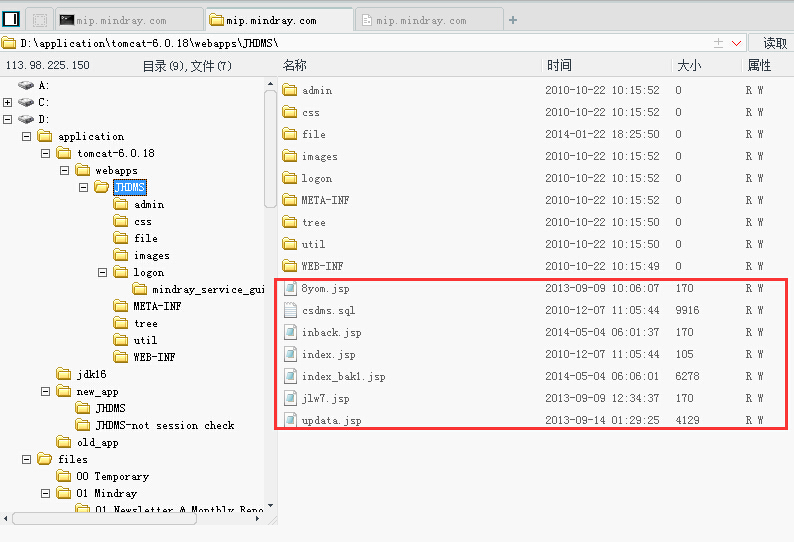 mip.mindray.com
mip.mindray.com
mip.mindray.com
D:\application\tomcat-6.0.18\webapps\JHDMS\
读取
113.98.225.150
目录(9),文件(7)
名称
时间
大小
属性
A:
C:
D:
application
tomcat-6.0.18
webapps
JHDMS
admin
css
file
images
logon
mindray_service_gui
META-INF
tree
util
WEB-INF
jdk16
new_app
JHDMS
JHDMS-not session check
old_app
files
00 Temporary
01 Mindray
01 Newsletter & Monthly Repo
admin 2010-10-22 10:15:52 0 R W
css 2010-10-22 10:15:52 0 R W
file 2014-01-22 18:25:50 0 R W
images 2010-10-22 10:15:52 0 R W
logon 2010-10-22 10:15:52 0 R W
META-INF 2010-10-22 10:15:52 0 R W
tree 2010-10-22 10:15:50 0 R W
util 2010-10-22 10:15:50 0 R W
WEB-INF 2010-10-22 10:15:49 0 R W
8yom.jsp 2013-09-09 10:06:07 170 R W
csdms.sql 2010-12-07 11:05:44 9916 R W
inback.jsp 2014-05-04 06:01:37 170 R W
index.jsp 2010-12-07 11:05:44 105 R W
index_bak1.jsp 2014-05-04 06:06:01 6278 R W
jlw7.jsp 2013-09-09 12:34:37 170 R W
updata.jsp 2013-09-14 01:29:25 4129 R W